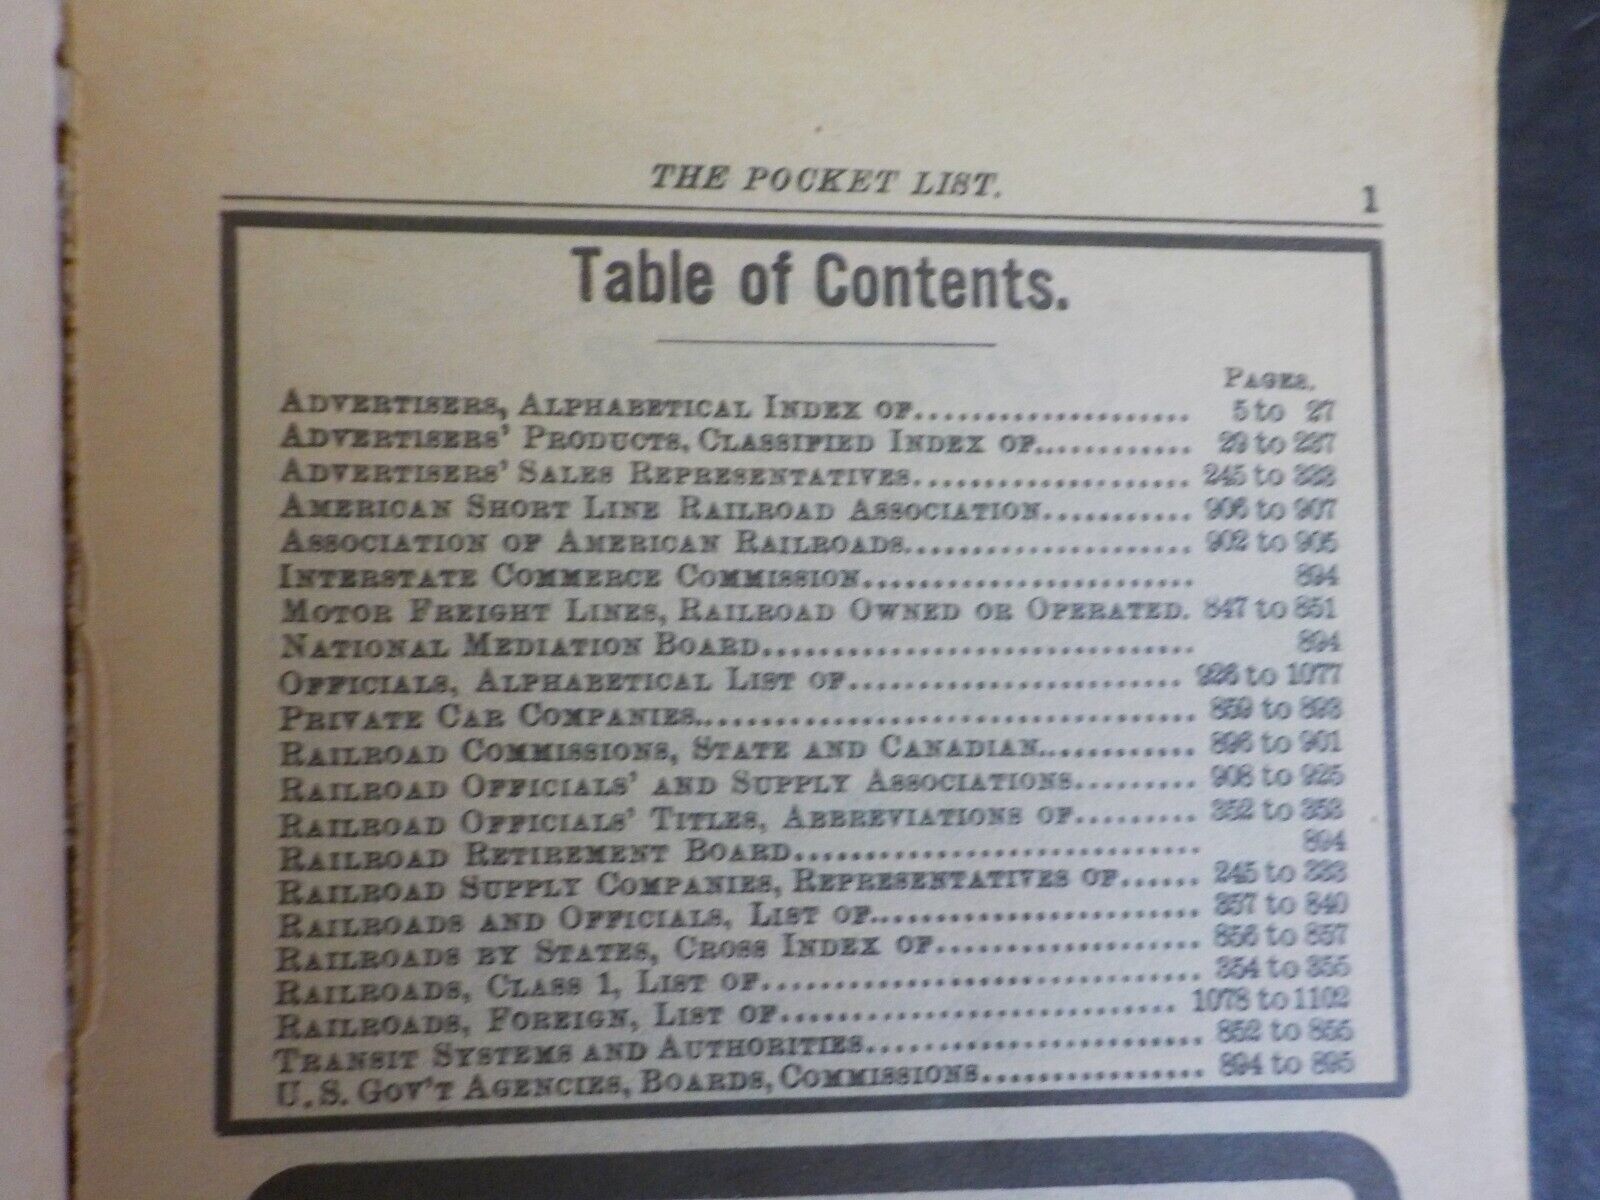 THE POCKET LIST. 1
Table of Contents.
PAGES.
ADVERTISERS, ALPHABETICAL INDEX OF.................... 5 to 27
ADVERTISERS' PRODUCTS, CLASSIFIED INDEX OF........... 29 to 237
ADVERTISERS' SALES REPRESENTATIVES.................... 245 to 333
AMERICAN SHORT LINE RAILROAD ASSOCIATION........... 906 to 907
ASSOCIATION OF AMERICAN RAILROADS.................... 902 to 905
INTERSTATE COMMERCE COMMISSION....................... 894
MOTOR FREIGHT LINES, RAILROAD OWNED OR OPERATED. 847 to 851
NATIONAL MEDIATION BOARD.............................. 894
OFFICIALS, ALPHABETICAL LIST OF....................... 926 to 1077
PRIVATE CAR COMPANIES.................................. 859 to 893
RAILROAD COMMISSIONS, STATE AND CANADIAN........... 896 to 901
RAILROAD OFFICIALS' AND SUPPLY ASSOCIATIONS......... 908 to 925
RAILROAD OFFICIALS' TITLES, ABBREVIATIONS OF......... 352 to 353
RAILROAD RETIREMENT BOARD............................. 894
RAILROAD SUPPLY COMPANIES, REPRESENTATIVES OF...... 245 to 333
RAILROADS AND OFFICIALS, LIST OF....................... 357 to 840
RAILROADS BY STATES, CROSS INDEX OF................... 856 to 857
RAILROADS, CLASS 1, LIST OF.............................. 354 to 355
RAILROADS, FOREIGN, LIST OF............................ 1078 to 1102
TRANSIT SYSTEMS AND AUTHORITIES....................... 852 to 855
U.S. GOV'T AGENCIES, BOARDS, COMMISSIONS................ 894 to 895